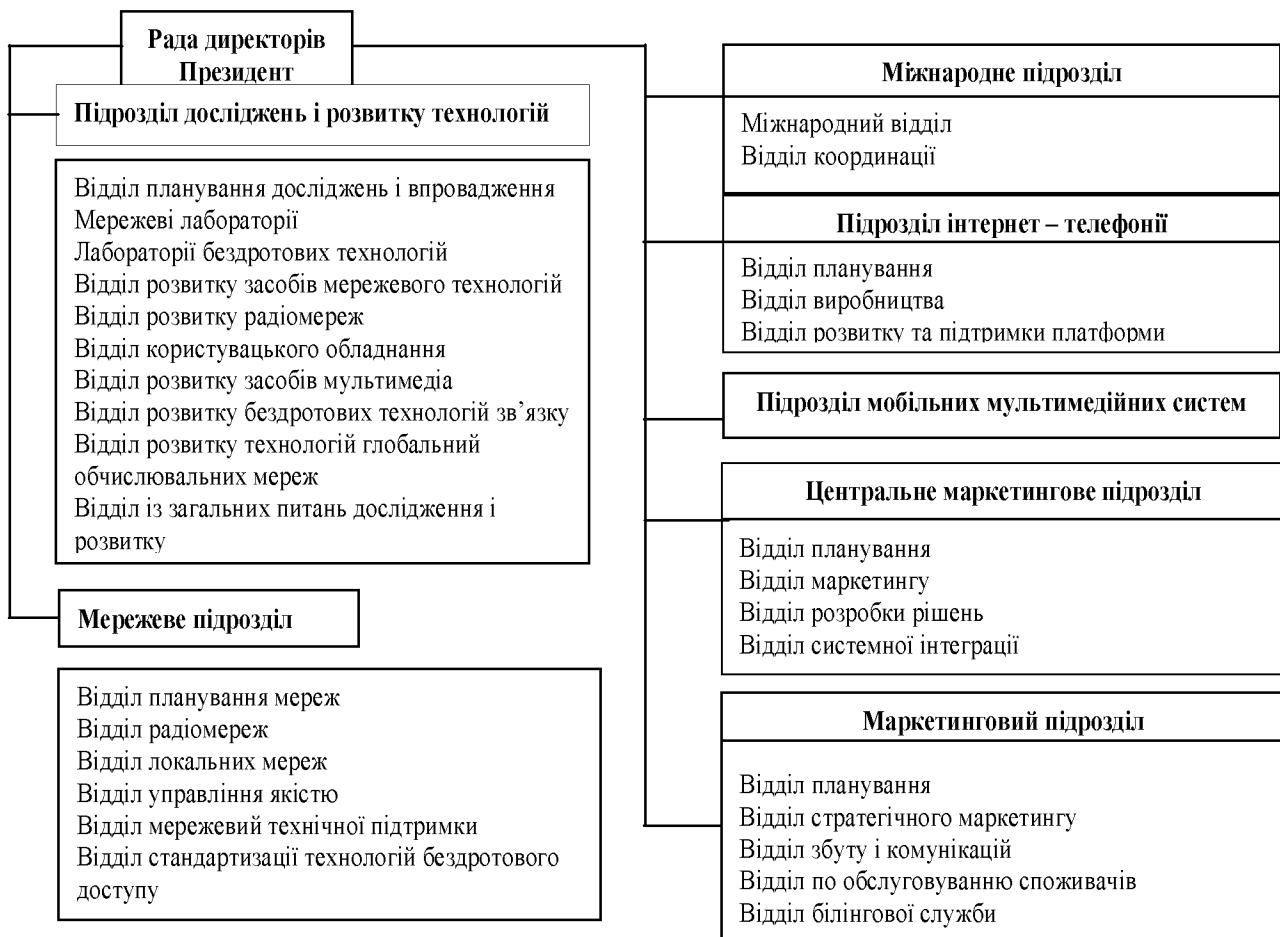 Рада директорів
Президент
Підрозділ досліджень і розвитку технологій
Відділ планування досліджень і впровадження
Мережеві лабораторії
Лабораторії бездротових технологій
Відділ розвитку засобів мережевого технологій
Відділ розвитку радіомереж
Відділ користувацького обладнання
Відділ розвитку засобів мультимедіа
Відділ розвитку бездротових технологій зв’язку
Відділ розвитку технологій глобальний
обчислювальних мереж
Відділ із загальних питань дослідження і
розвитку
Мережеве підрозділ
Відділ планування мереж
Відділ радіомереж
Відділ локальних мереж
Відділ управління якістю
Відділ мережевий технічної підтримки
Відділ стандартизації технологій бездротового
доступу
Міжнародне підрозділ
Міжнародний відділ
Відділ координації
Підрозділ інтернет – телефонії
Відділ планування
Відділ виробництва
Відділ розвитку та підтримки платформи
Підрозділ мобільних мультимедійних систем
Центральне маркетингове підрозділ
Відділ планування
Відділ маркетингу
Відділ розробки рішень
Відділ системної інтеграції
Маркетинговий підрозділ
Відділ планування
Відділ стратегічного маркетингу
Відділ збуту і комунікацій
Відділ по обслуговуванню споживачів
Відділ білінгової служби